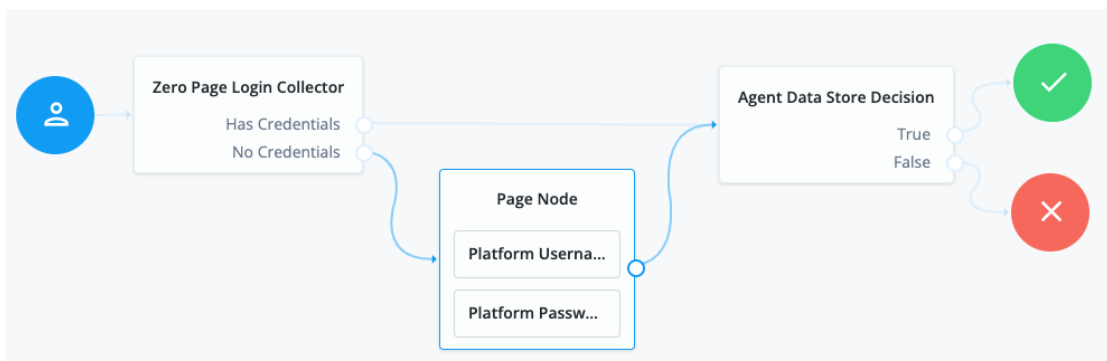 Zero Page Login Collector
Has Credentials
No Credentials
Page Node
Platform Userna...
Platform Passw...
Agent Data Store Decision
True
False